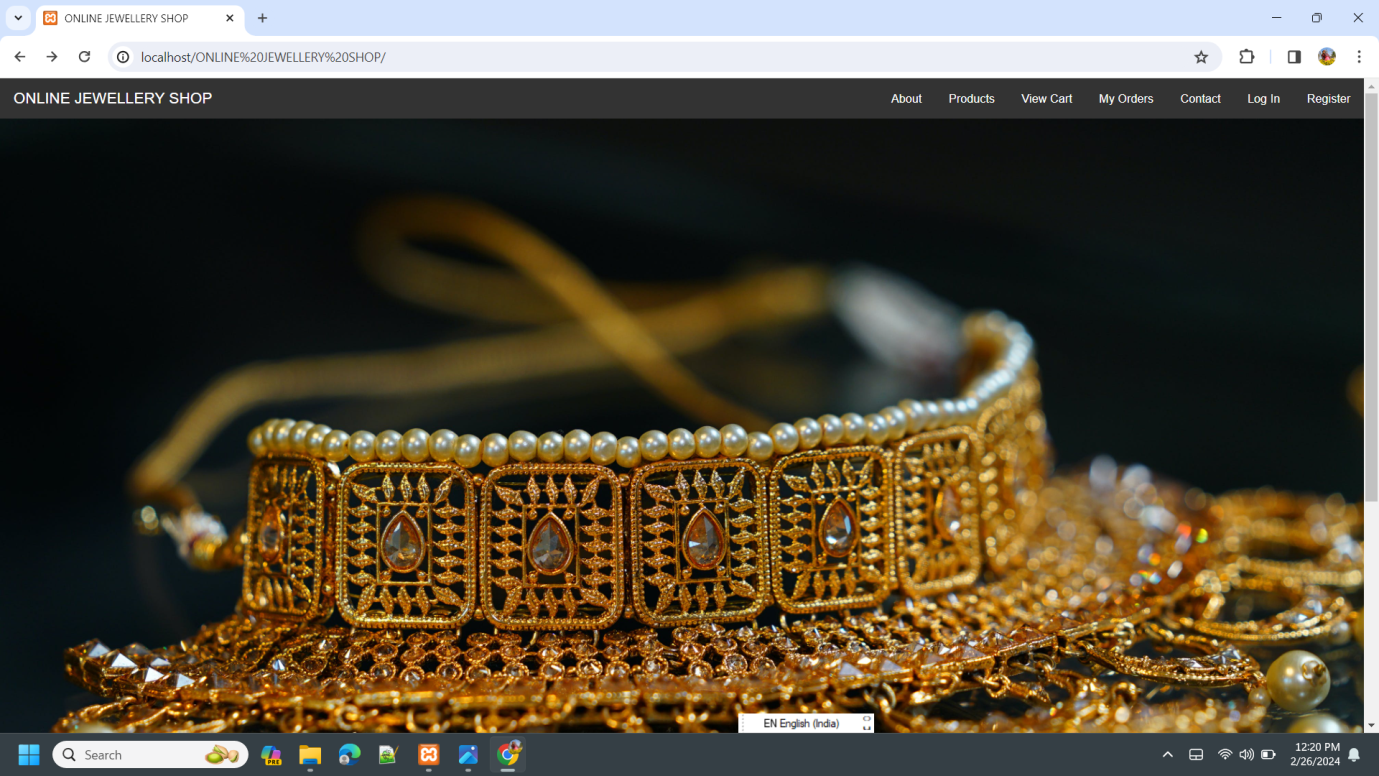 ONLINE JEWELLERY SHOP
localhost/ONLINE%20JEWELLERY%20SHOP/
ONLINE JEWELLERY SHOP
About Products View Cart My Orders Contact Log In Register
EN English (India)
Search
PRE
12:20 PM
2/26/2024